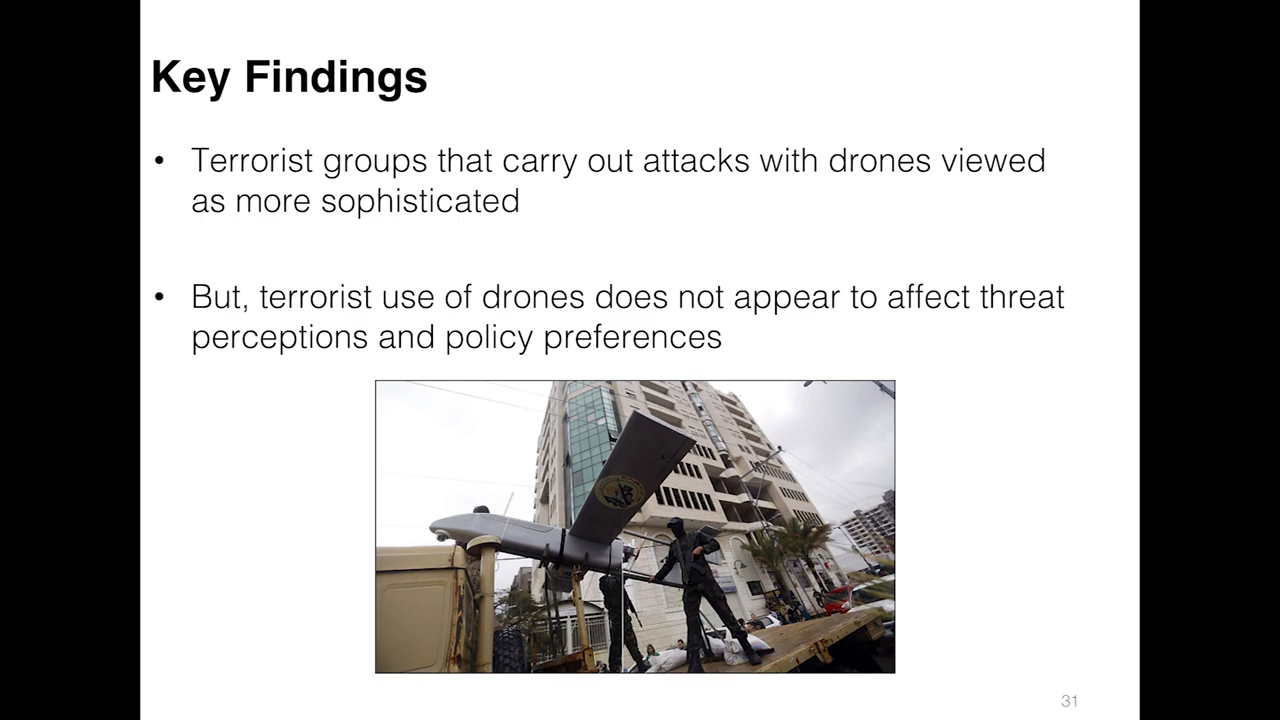 Key Findings
• Terrorist groups that carry out attacks with drones viewed
as more sophisticated
• But, terrorist use of drones does not appear to affect threat
perceptions and policy preferences
31